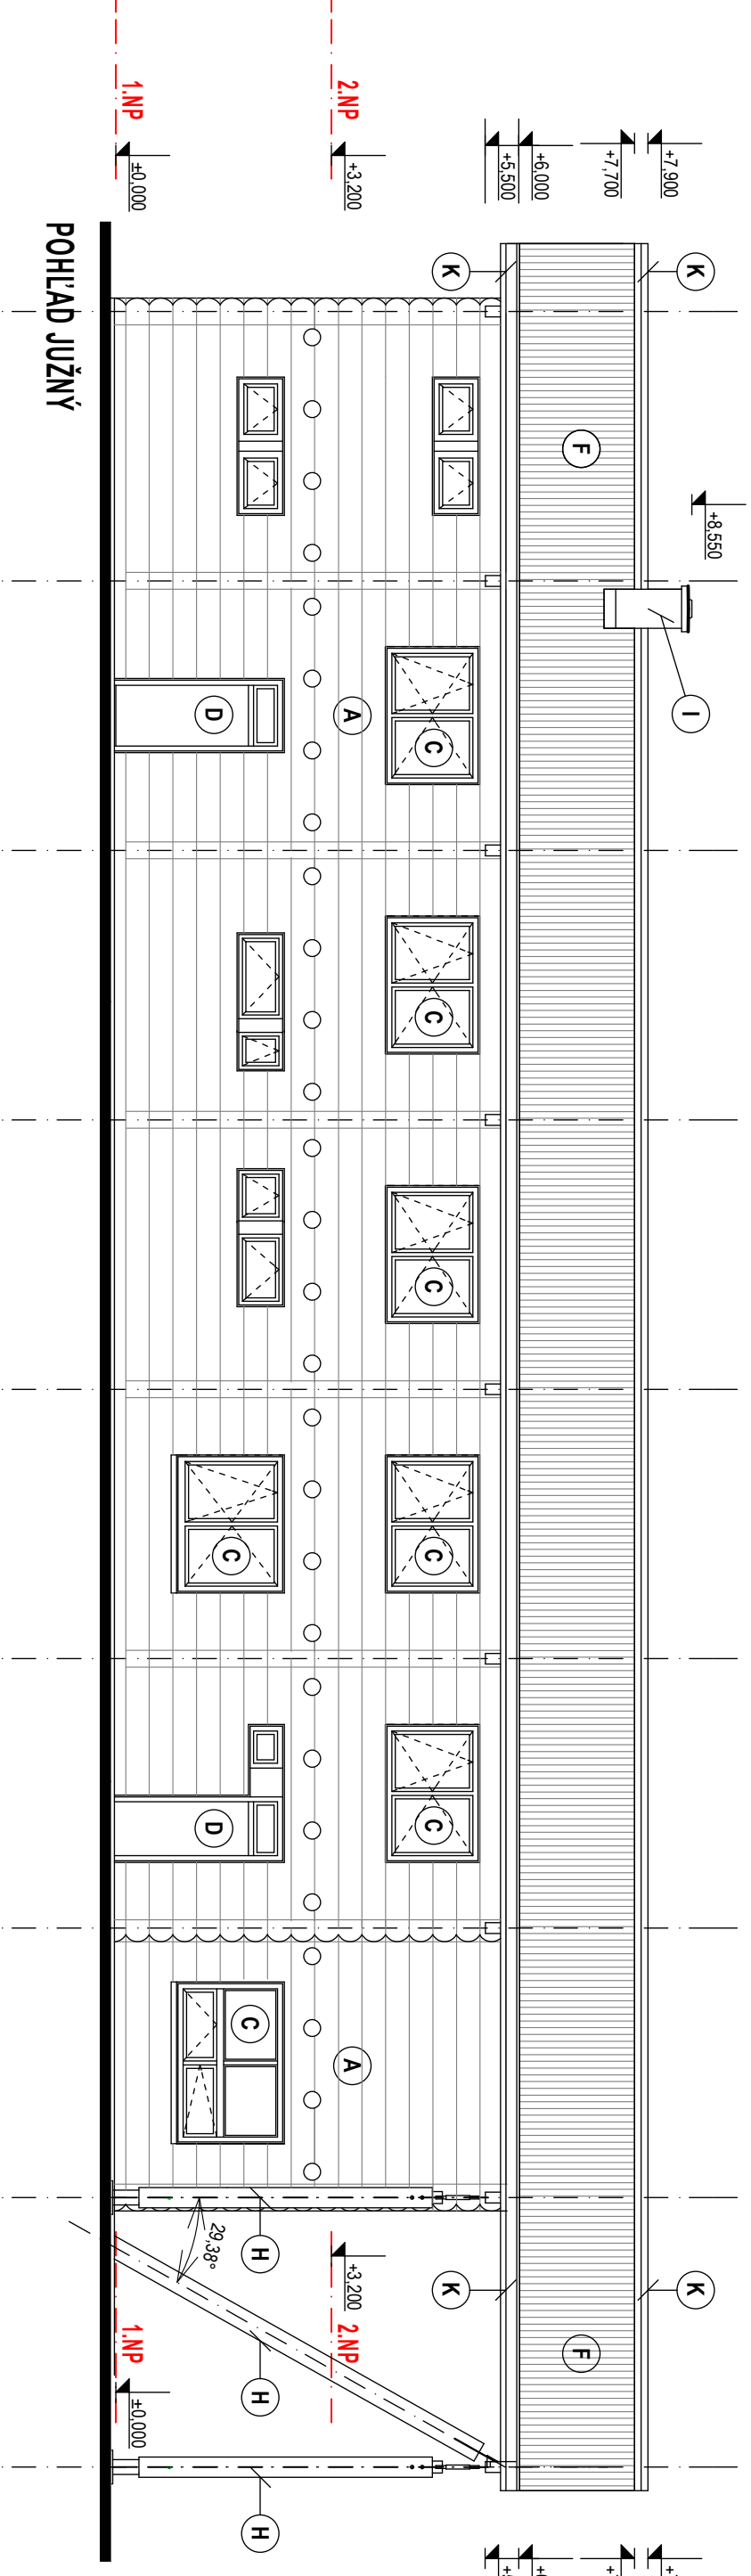 +7,900
+7,700
+6,000
+5,500
+3,200
2.NP
±0,000
1.NP
+8,550
K
K
F
I
A
C
D
C
C
C
C
C
D
A
C
K
K
F
H
H
H
29,38°
+3,200
2.NP
1.NP
±0,000
POHĽAD JUŽNÝ